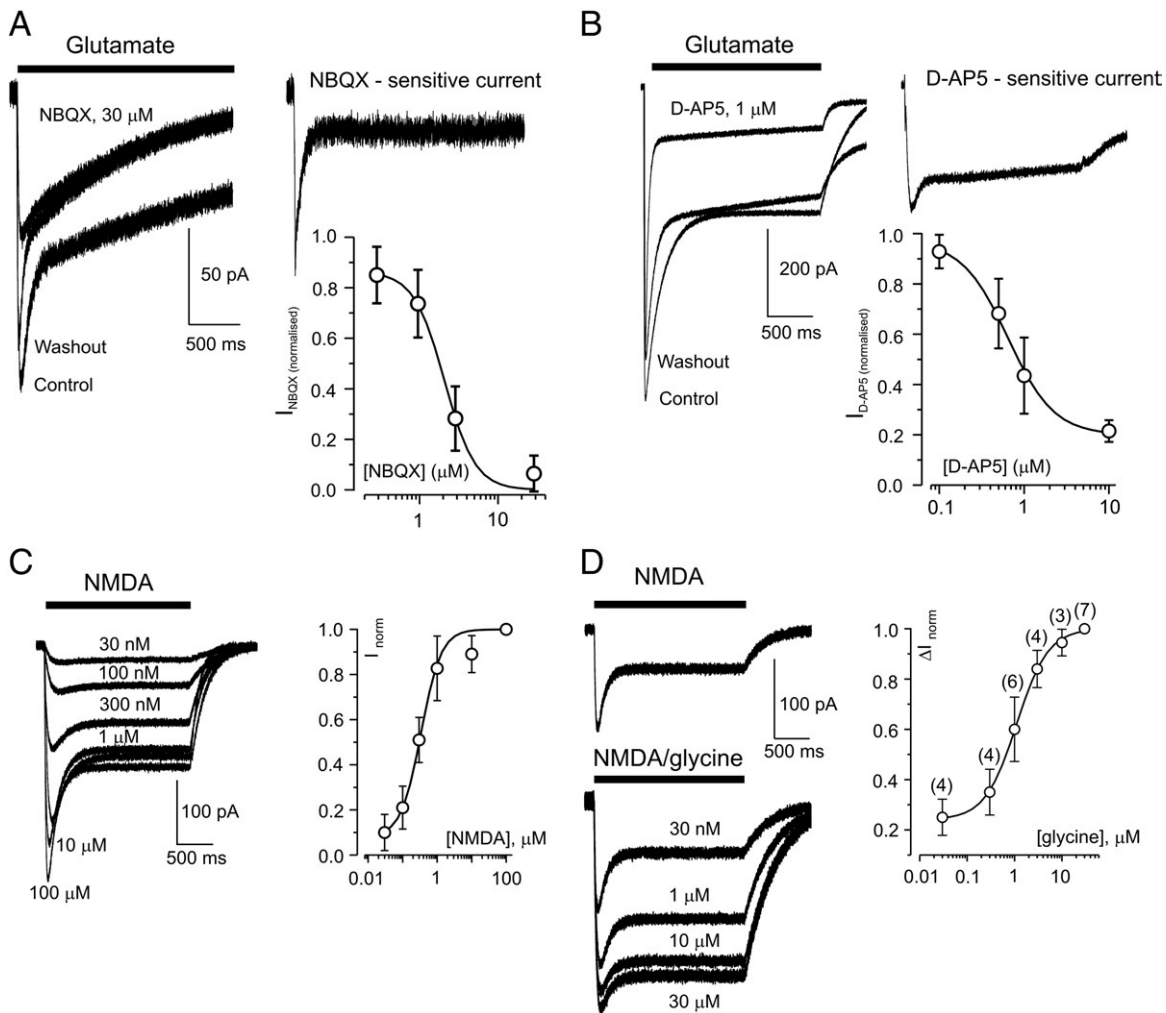 A
Glutamate
NBQX, 30 μM
Washout
Control
50 pA
500 ms
NBQX - sensitive current
1.0
0.8
0.6
0.4
0.2
0.0
I NBQX (normalised)
[NBQX] (μM)
1
10
B
Glutamate
D-AP5, 1 μM
Washout
Control
200 pA
500 ms
D-AP5 - sensitive current
1.0
0.8
0.6
0.4
0.2
0.0
I D-AP5 (normalised)
[D-AP5] (μM)
0.1
1
10
C
NMDA
30 nM
100 nM
300 nM
1 μM
10 μM
100 μM
100 pA
500 ms
I norm
1.0
0.8
0.6
0.4
0.2
0.0
[NMDA], μM
0.01
1
100
D
NMDA
100 pA
500 ms
NMDA/glycine
30 nM
1 μM
10 μM
30 μM
ΔI norm
1.0
0.8
0.6
0.4
0.2
(4)
(4)
(6)
(4)
(3)
(7)
[glycine], μM
0.01
0.1
1
10